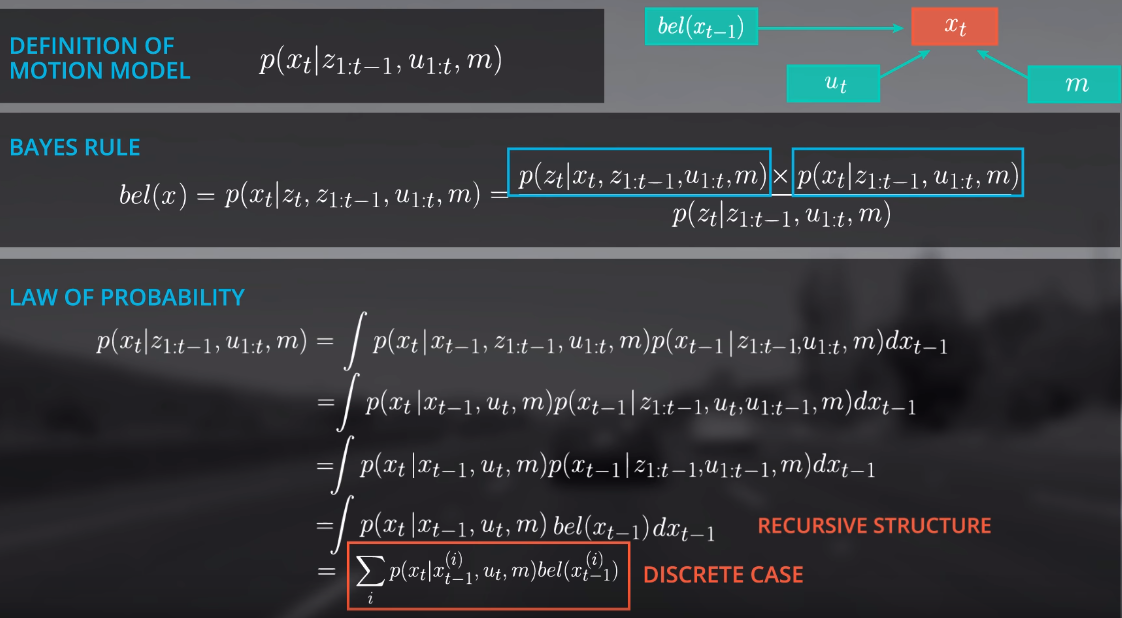 DEFINITION OF
MOTION MODEL
p(x_t|z_{1:t−1}, u_{1:t}, m)
bel(x_{t−1})
x_t
u_t
m
BAYES RULE
bel(x) = p(x_t|z_t, z_{1:t−1}, u_{1:t}, m) = \frac{p(z_t|x_t, z_{1:t−1}, u_{1:t}, m) × p(x_t|z_{1:t−1}, u_{1:t}, m)}{p(z_t|z_{1:t−1}, u_{1:t}, m)}
LAW OF PROBABILITY
p(x_t|z_{1:t−1}, u_{1:t}, m) = ∫ p(x_t|x_{t−1}, z_{1:t−1}, u_{1:t}, m)p(x_{t−1}|z_{1:t−1}, u_{1:t}, m)dx_{t−1}
= ∫ p(x_t|x_{t−1}, u_t, m)p(x_{t−1}|z_{1:t−1}, u_t, u_{1:t−1}, m)dx_{t−1}
= ∫ p(x_t|x_{t−1}, u_t, m)p(x_{t−1}|z_{1:t−1}, u_{1:t−1}, m)dx_{t−1}
= ∫ p(x_t|x_{t−1}, u_t, m) bel(x_{t−1})dx_{t−1} RECURSIVE STRUCTURE
= ∑_i p(x_t|x_{t−1}^{(i)}, u_t, m)bel(x_{t−1}^{(i)}) DISCRETE CASE